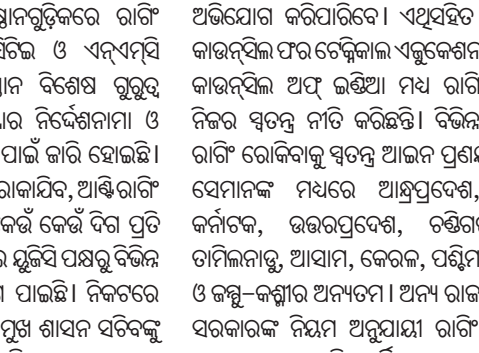 ଷ୍ଠାନଗୁଡ଼ିକରେ ରାଗିଂ
ସିଟିଇ ଓ ଏନ୍ଏମ୍ସି
ାନ ବିଶେଷ ଗୁରୁତ୍ୱ
ାର ନିର୍ଦ୍ଦେଶନାମା ଓ
ପାଇଁ ଜାରି ହୋଇଛି।
ରାକାଯିବ, ଆଣ୍ଟିରାଗିଂ
କେଉଁ କେଉଁ ଦିଗ ପ୍ରତି
ୟୁଜିସି ପକ୍ଷରୁ ବିଭିନ୍ନ
ପାଇଛି। ନିକଟରେ
ମୁଖ ଶାସନ ସଚିବଙ୍କୁ
ଅଭିଯୋଗ କରିପାରିବେ। ଏଥିସହିତ
କାଉନ୍ସିଲ ଫର ଟେକ୍ନିକାଲ ଏଜୁକେଶନ
କାଉନ୍ସିଲ ଅଫ୍ ଇଣ୍ଡିଆ ମଧ୍ୟ ରାଗି
ନିଜର ସ୍ୱତନ୍ତ୍ର ନୀତି କରିଛନ୍ତି। ବିଭିନ୍ନ
ରାଗିଂ ରୋକିବାକୁ ସ୍ୱତନ୍ତ୍ର ଆଇନ ପ୍ରଣୟ
ସେମାନଙ୍କ ମଧ୍ୟରେ ଆନ୍ଧ୍ରପ୍ରଦେଶ,
କର୍ନାଟକ, ଉତ୍ତରପ୍ରଦେଶ, ଚଣ୍ଡିଗ
ତାମିଲନାଡୁ, ଆସାମ, କେରଳ, ପଶ୍ଚିମ
ଓ ଜମ୍ମୁ-କଶ୍ମୀର ଅନ୍ୟତମ। ଅନ୍ୟ ରାଜ
ସରକାରଙ୍କ ନିୟମ ଅନୁଯାୟୀ ରାଗିଂ